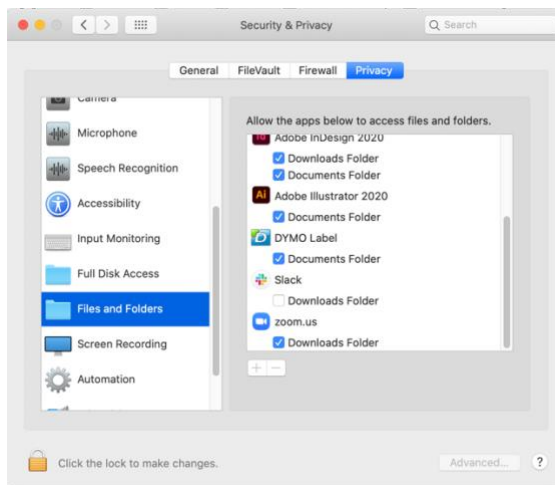 Security & Privacy
Search
General
FileVault
Firewall
Privacy
Camera
Microphone
Speech Recognition
Accessibility
Input Monitoring
Full Disk Access
Files and Folders
Screen Recording
Automation
Allow the apps below to access files and folders.
Id Adobe InDesign 2020
Downloads Folder
Documents Folder
Ai Adobe Illustrator 2020
Documents Folder
DYMO Label
Documents Folder
Slack
Downloads Folder
zoom.us
Downloads Folder
+ −
Click the lock to make changes.
Advanced...
?